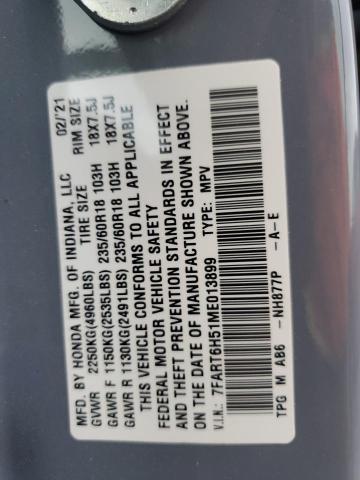 MFD. BY HONDA MFG. OF INDIANA, LLC 02/'21
GVWR 2250KG(4960LBS) TIRE SIZE RIM SIZE
GAWR F 1150KG(2535LBS) 235/60R18 103H 18X7.5J
GAWR R 1130KG(2491LBS) 235/60R18 103H 18X7.5J
THIS VEHICLE CONFORMS TO ALL APPLICABLE
FEDERAL MOTOR VEHICLE SAFETY
AND THEFT PREVENTION STANDARDS IN EFFECT
ON THE DATE OF MANUFACTURE SHOWN ABOVE.
V.I.N.: 7FART6H51ME013899 TYPE: MPV
TPG M AB6 -NH877P -A-E